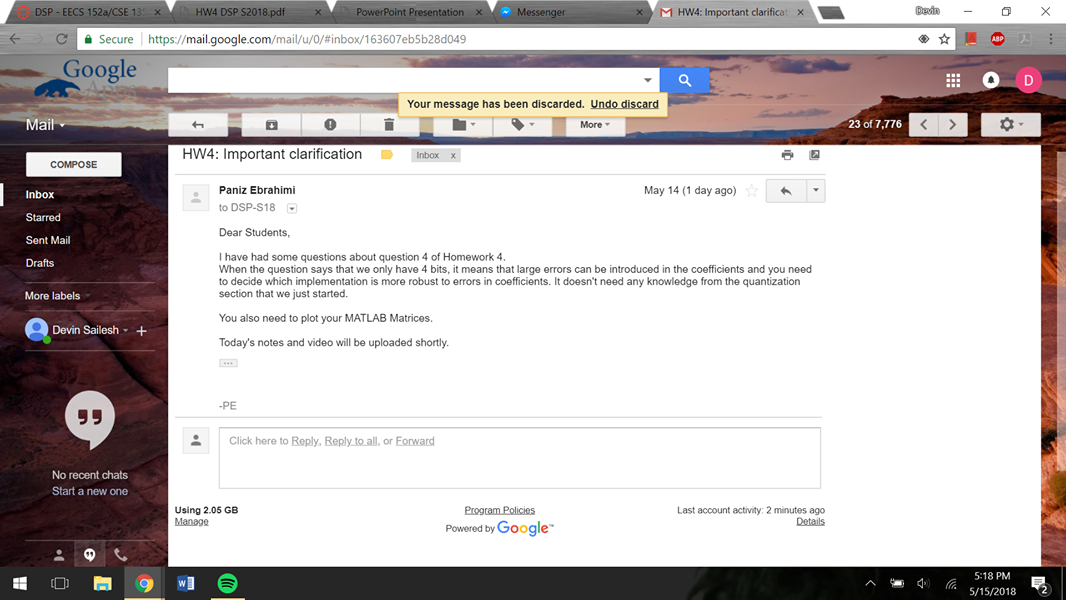 DSP - EECS 152a/CSE 13
HW4 DSP S2018.pdf
PowerPoint Presentation
Messenger
HW4: Important clarificat
Devin
Secure https://mail.google.com/mail/u/0/#inbox/163607eb5b28d049
ABP
Google
D
Your message has been discarded. Undo discard
Mail
More
23 of 7,776
COMPOSE
HW4: Important clarification
Inbox x
Inbox
Starred
Sent Mail
Drafts
More labels
Devin Sailesh
No recent chats
Start a new one
Paniz Ebrahimi
May 14 (1 day ago)
to DSP-S18
Dear Students,
I have had some questions about question 4 of Homework 4.
When the question says that we only have 4 bits, it means that large errors can be introduced in the coefficients and you need
to decide which implementation is more robust to errors in coefficients. It doesn't need any knowledge from the quantization
section that we just started.
You also need to plot your MATLAB Matrices.
Today's notes and video will be uploaded shortly.
-PE
Click here to Reply, Reply to all, or Forward
Using 2.05 GB
Manage
Program Policies
Powered by Google™
Last account activity: 2 minutes ago
Details
5:18 PM
5/15/2018
2